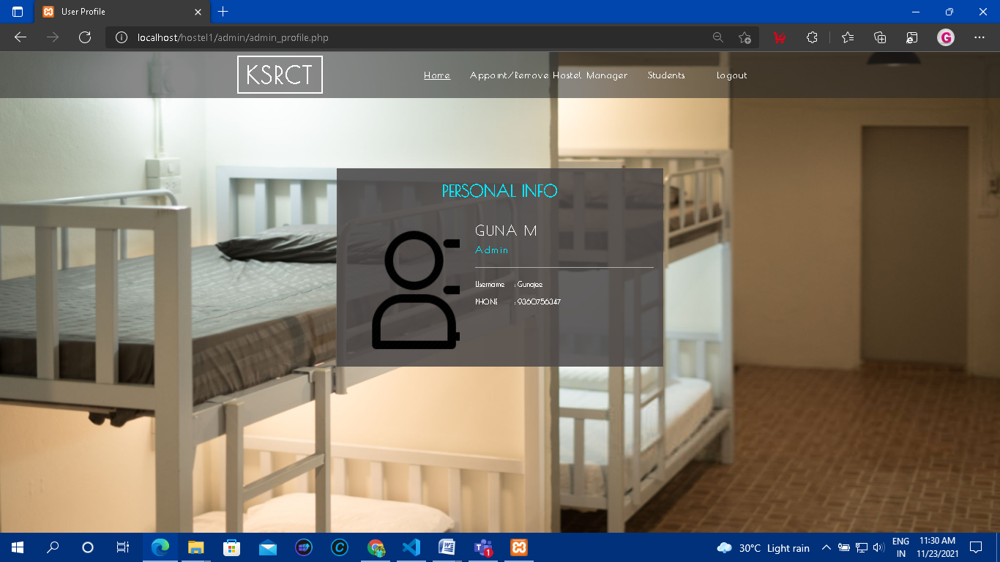 User Profile
localhost/hostel1/admin/admin_profile.php
G
KSRCT
Home Appoint/Remove Hostel Manager Students Logout
PERSONAL INFO
GUNA M
Admin
Username : Gunajee
PHONE : 9360756347
30°C Light rain
ENG
IN
11:30 AM
11/23/2021
1